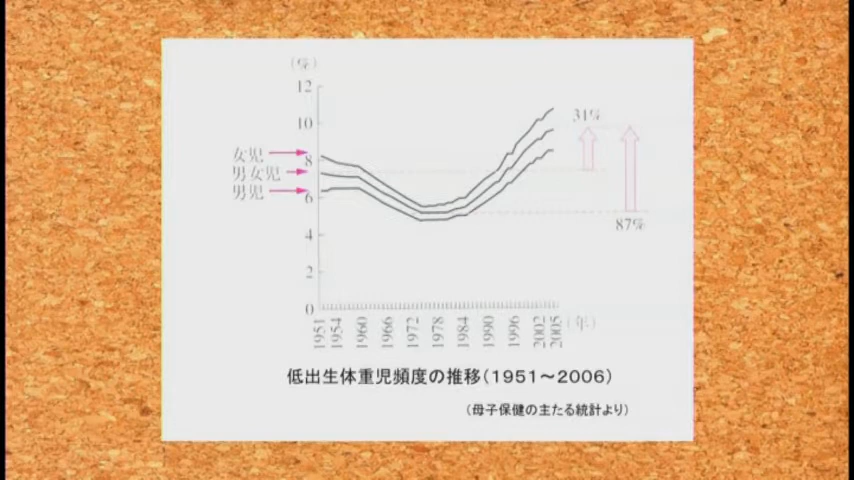 (%)
12
10
8
6
4
2
0
女児
男女児
男児
31%
87%
1951 1954 1960 1966 1972 1978 1984 1990 1996 2002 2005 (年)
低出生体重児頻度の推移(1951～2006)
(母子保健の主たる統計より)